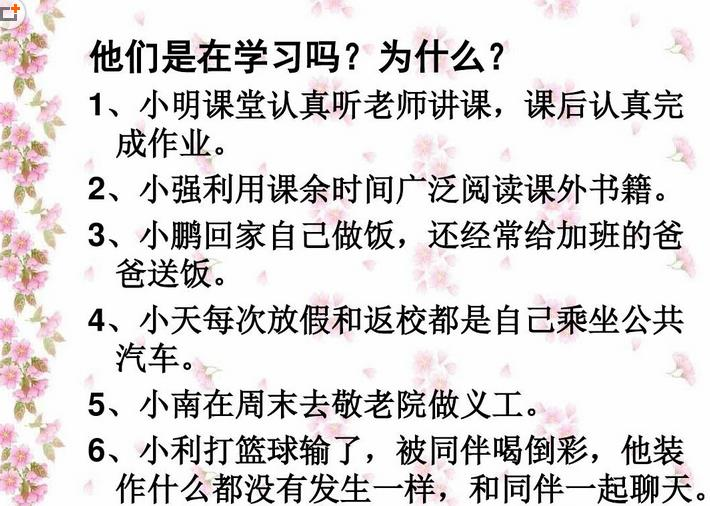 他们是在学习吗？为什么？
1、小明课堂认真听老师讲课，课后认真完
成作业。
2、小强利用课余时间广泛阅读课外书籍。
3、小鹏回家自己做饭，还经常给加班的爸
爸送饭。
4、小天每次放假和返校都是自己乘坐公共
汽车。
5、小南在周末去敬老院做义工。
6、小利打篮球输了，被同伴喝倒彩，他装
作什么都没有发生一样，和同伴一起聊天。